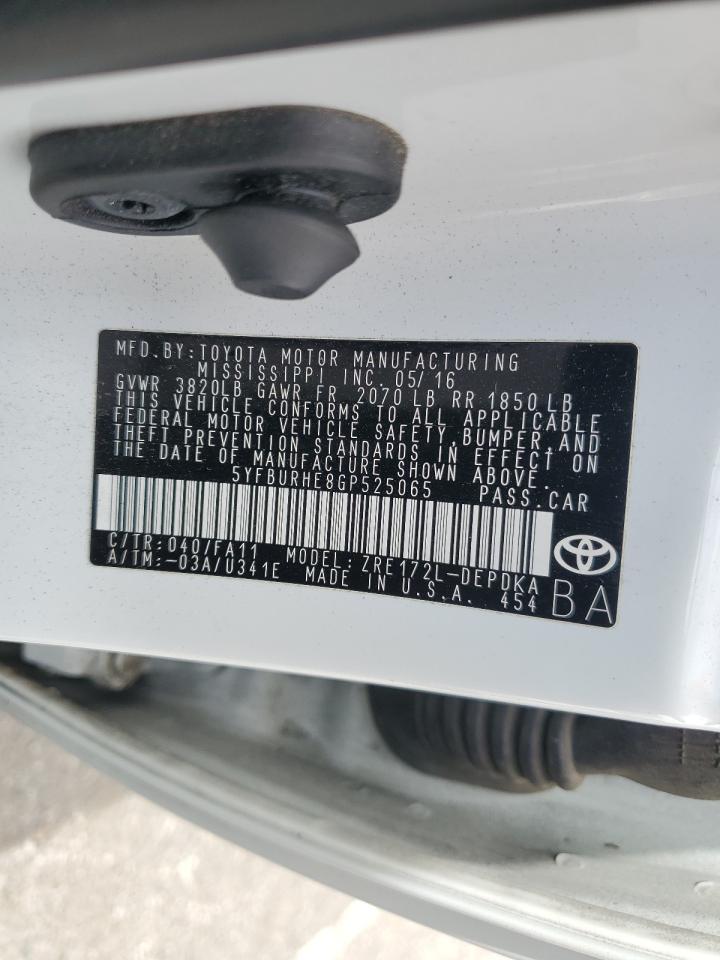 MFD.BY:TOYOTA MOTOR MANUFACTURING
MISSISSIPPI INC. 05/16
GVWR 3820LB GAWR FR 2070 LB RR 1850 LB
THIS VEHICLE CONFORMS TO ALL APPLICABLE
FEDERAL MOTOR VEHICLE SAFETY,BUMPER,AND
THEFT PREVENTION STANDARDS IN EFFECT ON
THE DATE OF MANUFACTURE SHOWN ABOVE.
5YFBURHE8GP525065 PASS.CAR
C/TR:040/FA11 MODEL:ZRE172L-DEPDKA
A/TM:-03A/U341E MADE IN U.S.A. 454
BA